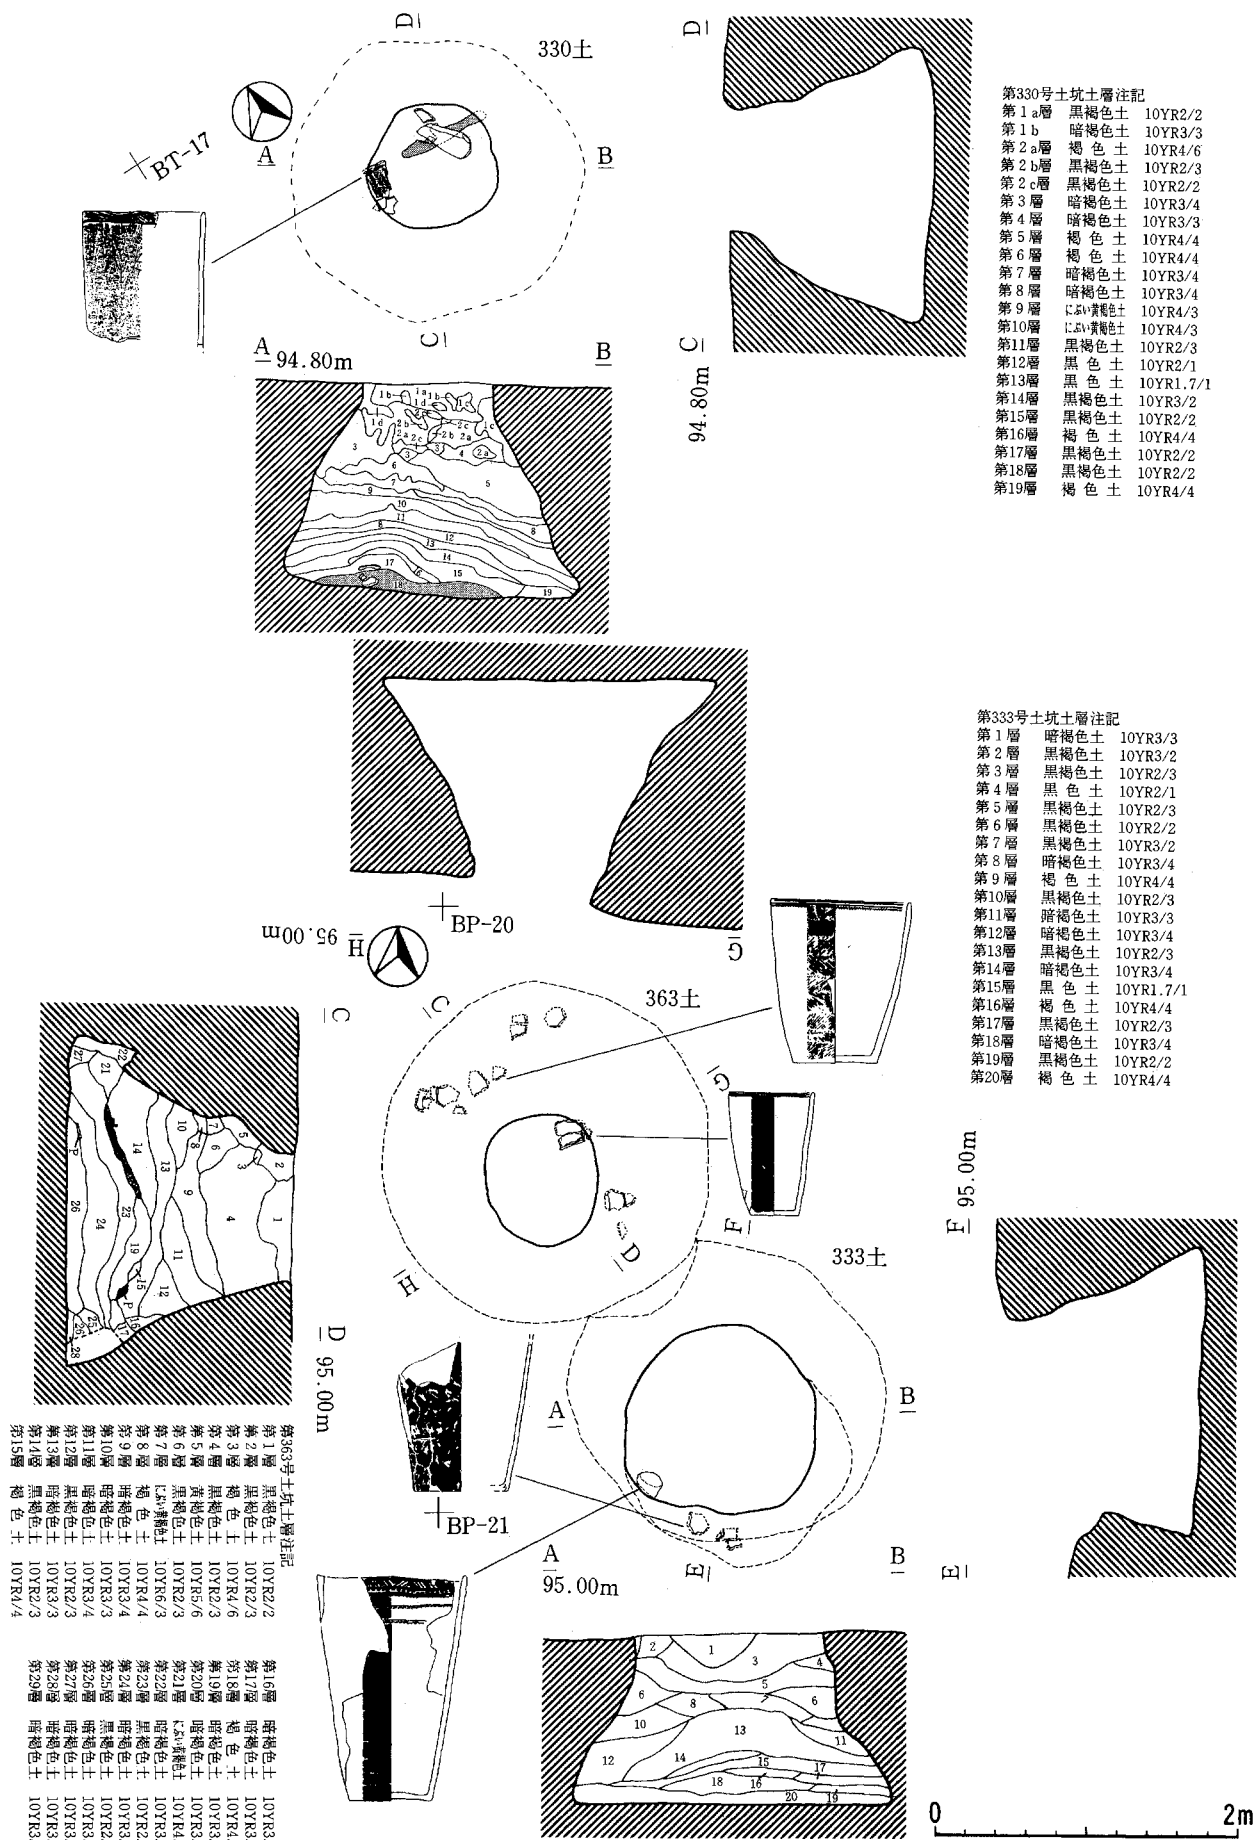 D
330土
D
BT-17
A
B
C
A 94.80m
B
94.80m C
第330号土坑土層注記
第1a層 黒褐色土 10YR2/2
第1b 暗褐色土 10YR3/3
第2a層 褐色土 10YR4/6
第2b層 黒褐色土 10YR2/3
第2c層 黒褐色土 10YR2/2
第3層 暗褐色土 10YR3/4
第4層 暗褐色土 10YR3/3
第5層 褐色土 10YR4/4
第6層 褐色土 10YR4/4
第7層 暗褐色土 10YR3/4
第8層 暗褐色土 10YR3/4
第9層 にぶい黄褐色土 10YR4/3
第10層 にぶい黄褐色土 10YR4/3
第11層 黒褐色土 10YR2/3
第12層 黒色土 10YR2/1
第13層 黒色土 10YR1.7/1
第14層 黒褐色土 10YR3/2
第15層 黒褐色土 10YR2/2
第16層 褐色土 10YR4/4
第17層 黒褐色土 10YR2/2
第18層 黒褐色土 10YR2/2
第19層 褐色土 10YR4/4
第333号土坑土層注記
第1層 暗褐色土 10YR3/3
第2層 黒褐色土 10YR3/2
第3層 黒褐色土 10YR2/3
第4層 黒色土 10YR2/1
第5層 黒褐色土 10YR2/3
第6層 黒褐色土 10YR2/2
第7層 黒褐色土 10YR3/2
第8層 暗褐色土 10YR3/4
第9層 褐色土 10YR4/4
第10層 黒褐色土 10YR2/3
第11層 暗褐色土 10YR3/3
第12層 暗褐色土 10YR3/4
第13層 黒褐色土 10YR2/3
第14層 暗褐色土 10YR3/4
第15層 黒色土 10YR1.7/1
第16層 褐色土 10YR4/4
第17層 黒褐色土 10YR2/3
第18層 暗褐色土 10YR3/4
第19層 黒褐色土 10YR2/2
第20層 褐色土 10YR4/4
BP-20
H 95.00m
G
363土
C
C
G
D
H
F
333土
F 95.00m
D 95.00m
A
B
BP-21
E
A
95.00m
B
E
第363号土坑土層注記
第1層 黒褐色土 10YR2/2
第2層 黒褐色土 10YR2/3
第3層 褐色土 10YR4/6
第4層 黒褐色土 10YR2/3
第5層 黄褐色土 10YR5/6
第6層 黒褐色土 10YR2/3
第7層 にぶい黄橙色土 10YR6/3
第8層 褐色土 10YR4/4
第9層 暗褐色土 10YR3/4
第10層 暗褐色土 10YR3/3
第11層 暗褐色土 10YR3/4
第12層 黒褐色土 10YR2/3
第13層 暗褐色土 10YR3/3
第14層 黒褐色土 10YR2/3
第15層 褐色土 10YR4/4
第16層 暗褐色土 10YR3
第17層 暗褐色土 10YR3.
第18層 褐色土 10YR4.
第19層 暗褐色土 10YR3.
第20層 暗褐色土 10YR3.
第21層 にぶい黄褐色土 10YR4.
第22層 暗褐色土 10YR3.
第23層 黒褐色土 10YR2.
第24層 暗褐色土 10YR3.
第25層 黒褐色土 10YR2.
第26層 暗褐色土 10YR3.
第27層 暗褐色土 10YR3.
第28層 暗褐色土 10YR3.
第29層 暗褐色土 10YR3.
0 2m